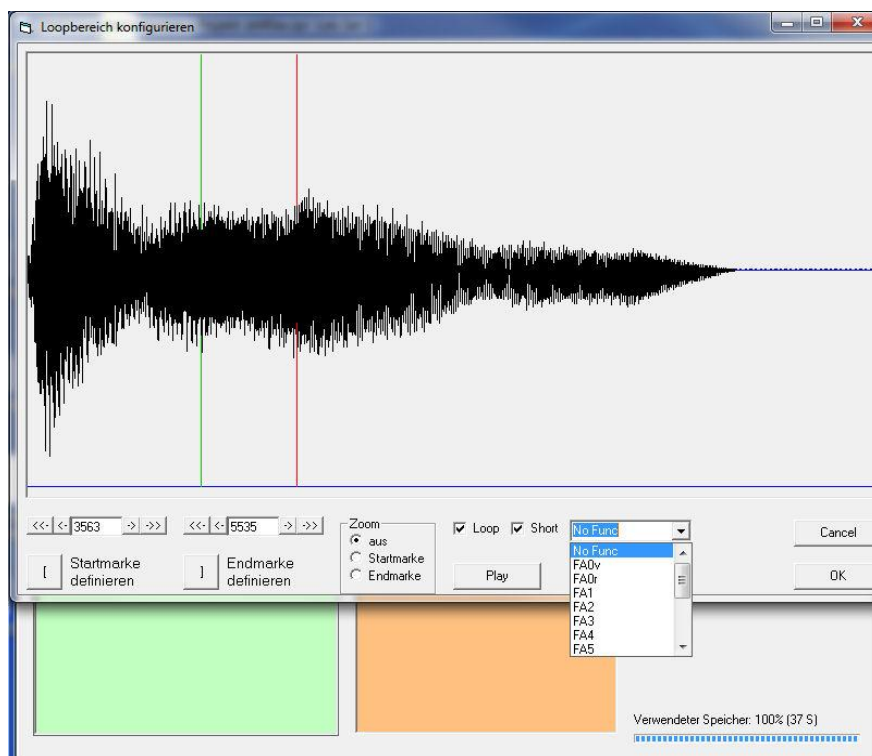 Loopbereich konfigurieren
<<- <- 3563 -> ->> <<- <- 5535 -> ->>
[ Startmarke definieren
] Endmarke definieren
Zoom
aus
Startmarke
Endmarke
Loop Short No Func
Play
No Func
FA0v
FA0r
FA1
FA2
FA3
FA4
FA5
Cancel
OK
Verwendeter Speicher: 100% (37 S)